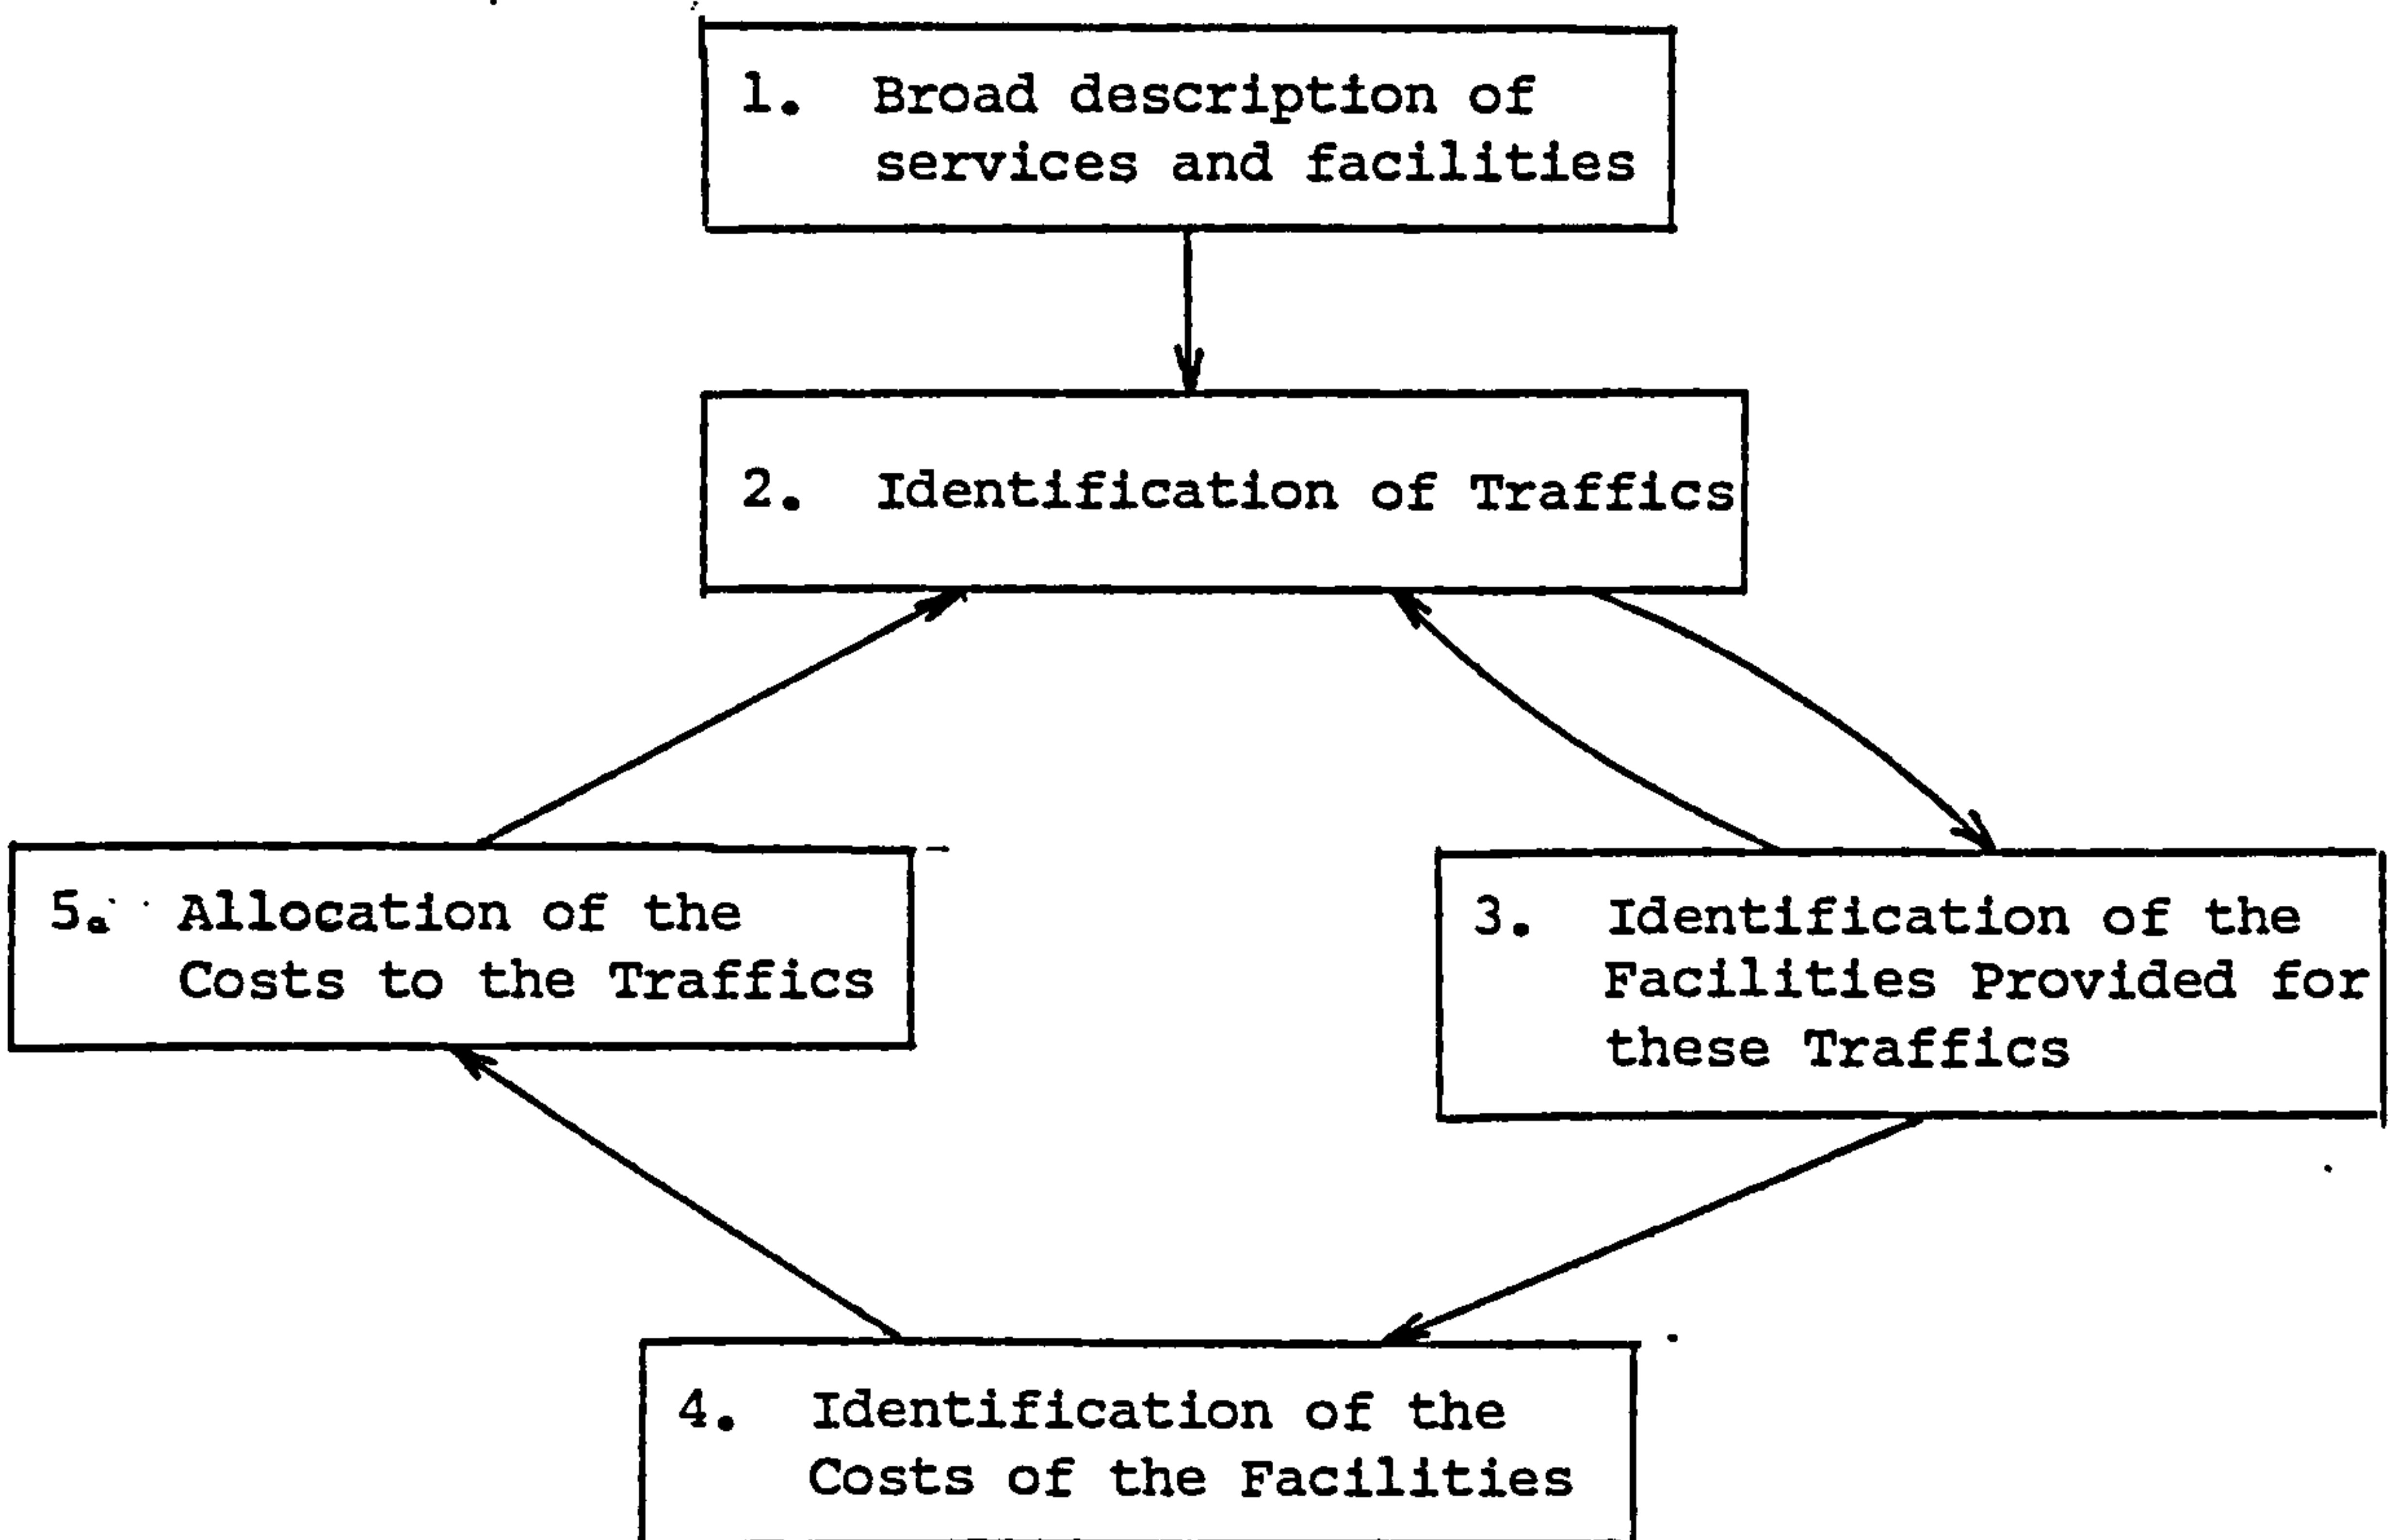 1. Broad description of
services and facilities
2. Identification of Traffics
5. Allocation of the
Costs to the Traffics
3. Identification of the
Facilities Provided for
these Traffics
4. Identification of the
Costs of the Facilities